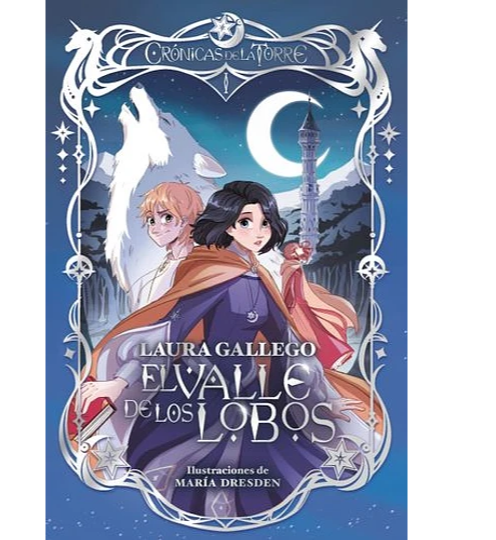 CRÓNICAS DE LA TORRE
LAURA GALLEGO
EL VALLE
DE LOS LOBOS
Ilustraciones de
MARÍA DRESDEN